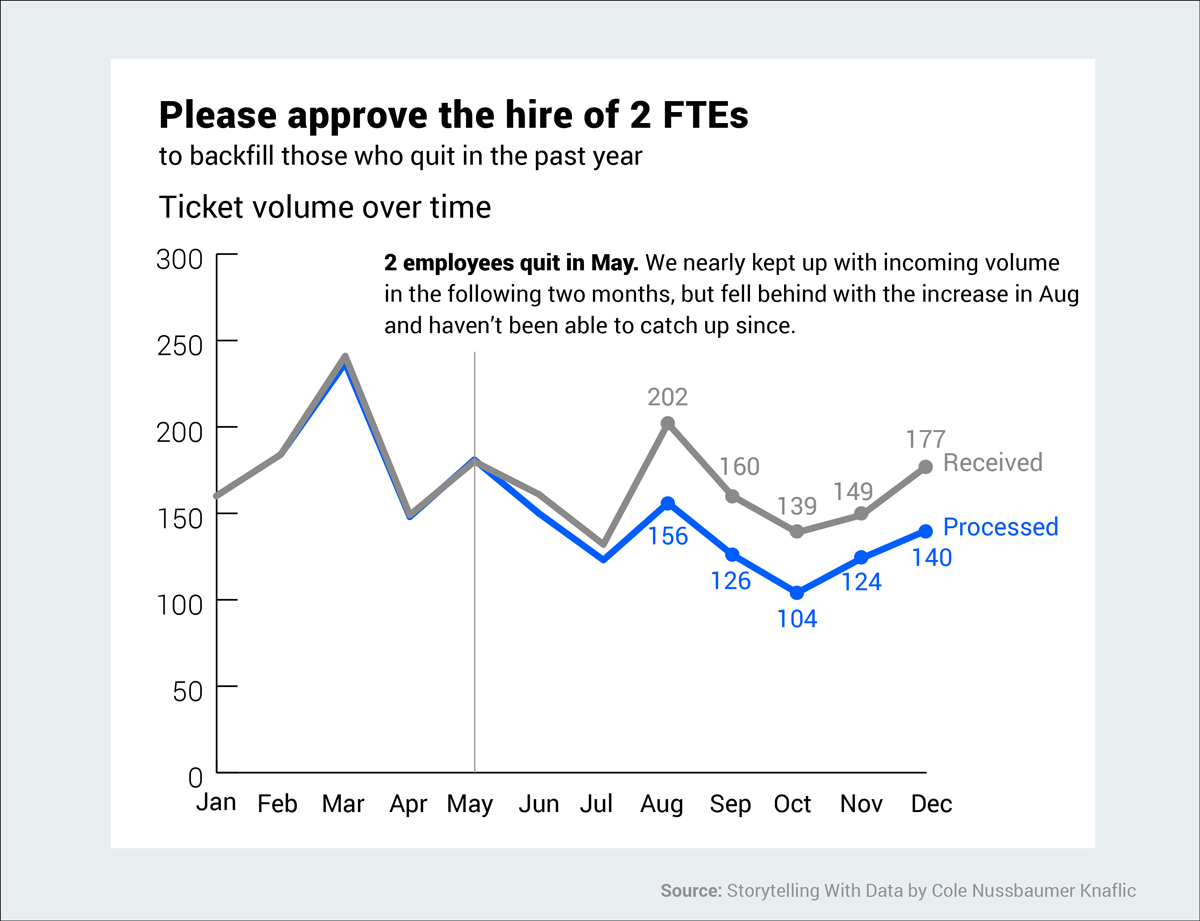 Please approve the hire of 2 FTEs
to backfill those who quit in the past year
Ticket volume over time
2 employees quit in May. We nearly kept up with incoming volume
in the following two months, but fell behind with the increase in Aug
and haven’t been able to catch up since.
300
250
200
150
100
50
0
202
160
139
149
177
Received
156
126
104
124
140
Processed
Jan Feb Mar Apr May Jun Jul Aug Sep Oct Nov Dec
Source: Storytelling With Data by Cole Nussbaumer Knaflic